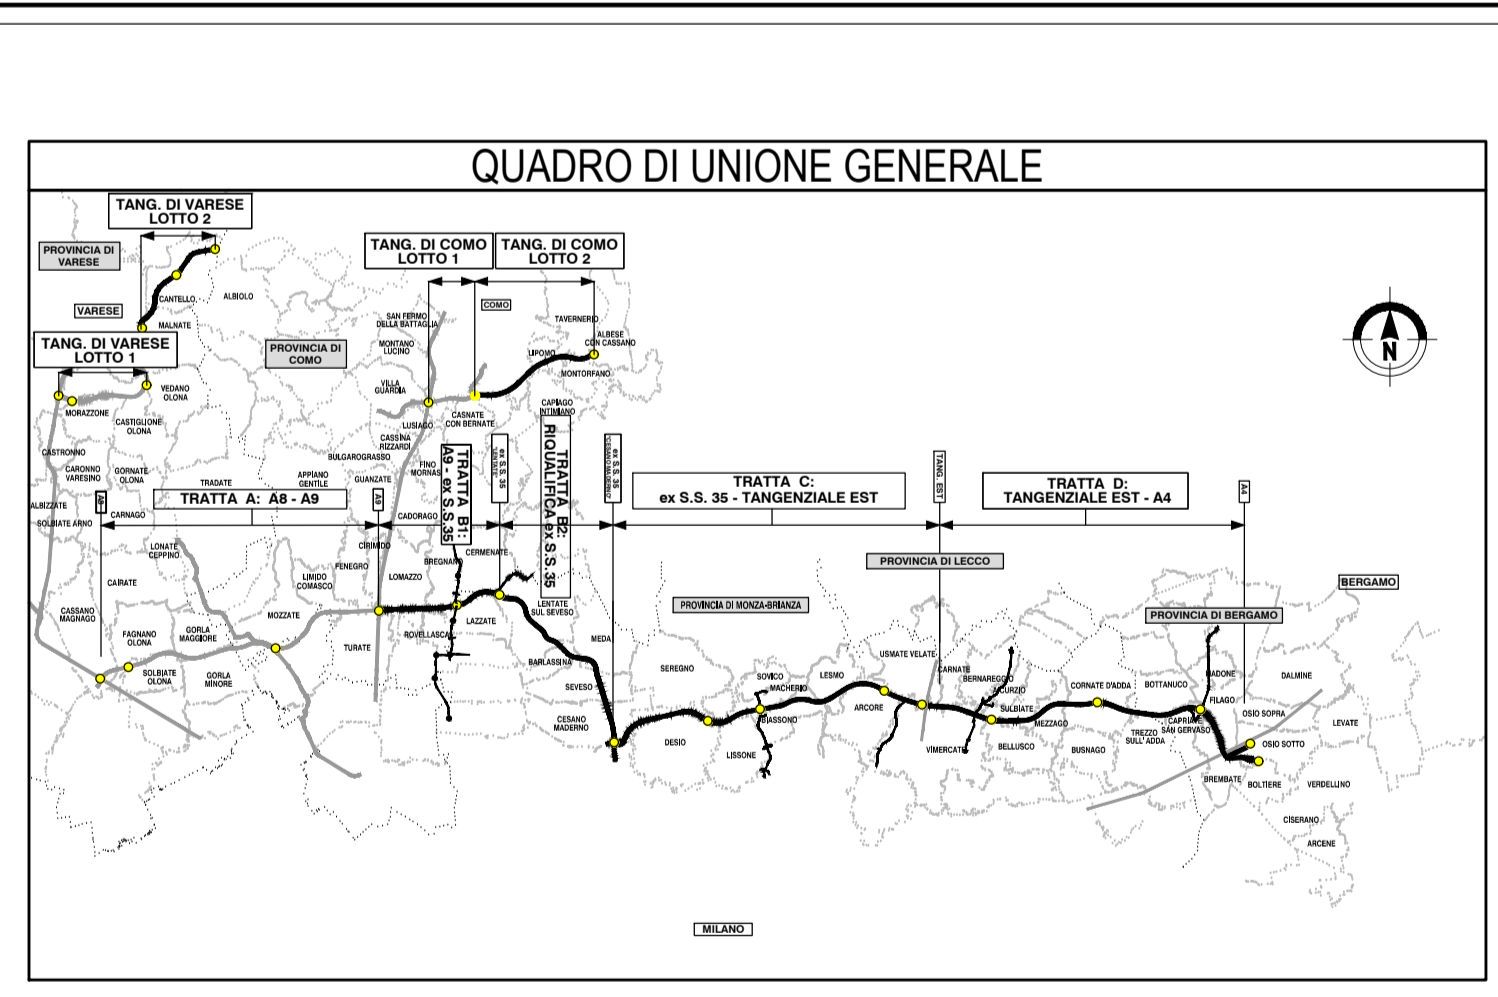 QUADRO DI UNIONE GENERALE
TANG. DI VARESE
LOTTO 2
PROVINCIA DI
VARESE
CANTELLO
ALBIOLO
VARESE
MALNATE
TANG. DI VARESE
LOTTO 1
VEDANO
OLONA
MORAZZONE
CASTIGLIONE
OLONA
PROVINCIA DI
COMO
TANG. DI COMO
LOTTO 1
TANG. DI COMO
LOTTO 2
COMO
SAN FERMO
DELLA BATTAGLIA
MONTANO
LUCINO
VILLA
GUARDIA
TAVERNERIO
ALBESE
CON CASSANO
LIPOMO
MONTORFANO
CAPIAGO
INTIMIANO
CASNATE
CON BERNATE
LUSIAGO
CASSINA
RIZZARDI
BULGAROGRASSO
FINO
MORNAS
GUANZATE
APPIANO
GENTILE
CASTRONNO
CARONNO
VARESINO
GORNATE
OLONA
TRADATE
ALBIZZATE
SOLBIATE ARNO
CARNAGO
A8
TRATTA A: A8 - A9
A9
CADORAGO
TRATTA B1:
A9 - ex S.S.35
ex S.S. 35
"LENTATE"
TRATTA B2:
RIQUALIFICA ex S.S.35
ex S.S. 35
"CESANO MADERNO"
TRATTA C:
ex S.S. 35 - TANGENZIALE EST
TANG. EST
TRATTA D:
TANGENZIALE EST - A4
A4
LONATE
CEPPINO
CIRIMIDO
FENEGRO
LIMIDO
COMASCO
LOMAZZO
BREGNANO
CERMENATE
CAIRATE
CASSANO
MAGNAGO
FAGNANO
OLONA
GORLA
MAGGIORE
MOZZATE
SOLBIATE
OLONA
GORLA
MINORE
TURATE
ROVELLASCA
LAZZATE
LENTATE
SUL SEVESO
BARLASSINA
MEDA
SEVESO
CESANO
MADERNO
PROVINCIA DI MONZA-BRIANZA
SEREGNO
DESIO
SOVICO
MACHERIO
BIASSONO
LISSONE
LESMO
ARCORE
PROVINCIA DI LECCO
USMATE VELATE
CARNATE
BERNAREGGIO
AICURZIO
SULBIATE
MEZZAGO
VIMERCATE
BELLUSCO
CORNATE D'ADDA
BUSNAGO
BOTTANUCO
TREZZO
SULL' ADDA
CAPRIATE
SAN GERVASO
PROVINCIA DI BERGAMO
BERGAMO
MADONE
FILAGO
DALMINE
OSIO SOPRA
LEVATE
OSIO SOTTO
BREMBATE
BOLTIERE
VERDELLINO
CISERANO
ARCENE
MILANO
N